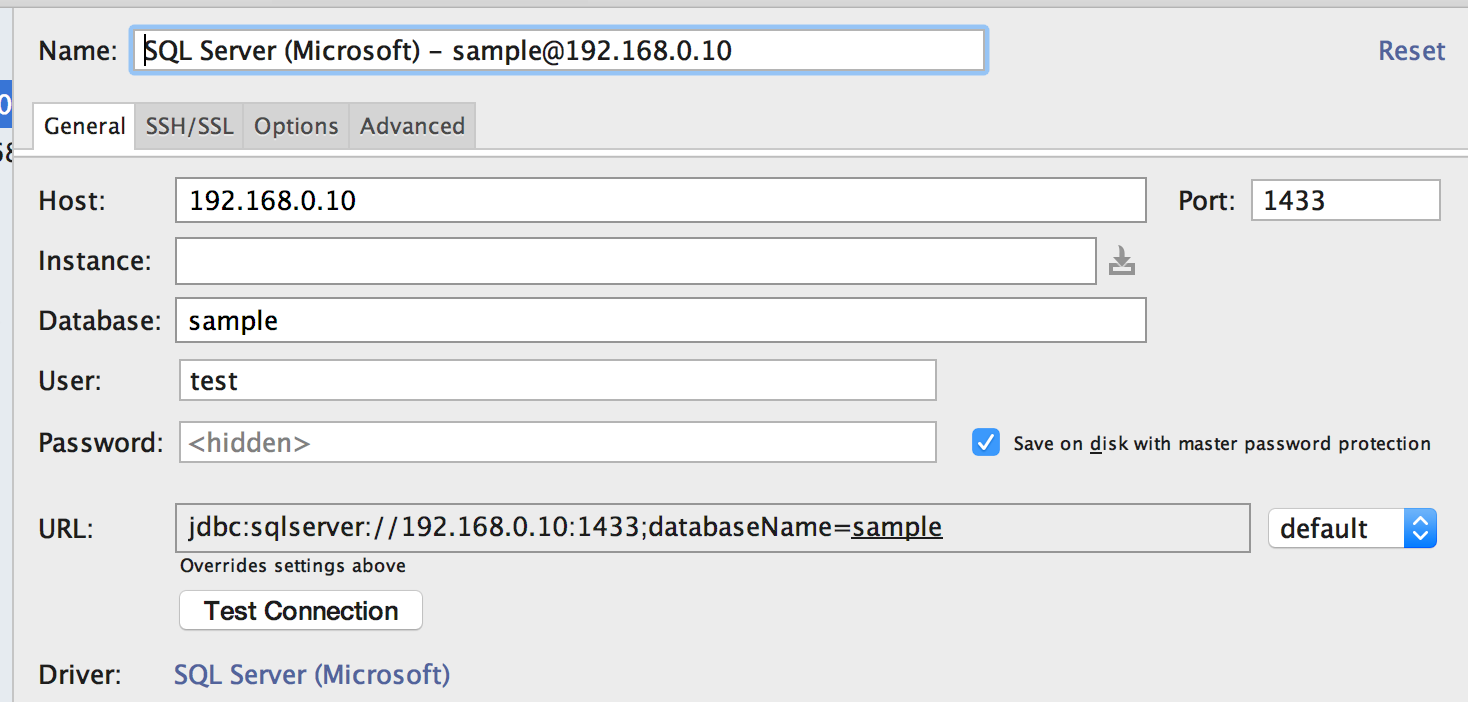 Name: SQL Server (Microsoft) – sample@192.168.0.10 Reset
General SSH/SSL Options Advanced
Host: 192.168.0.10 Port: 1433
Instance:
Database: sample
User: test
Password: <hidden> Save on disk with master password protection
URL: jdbc:sqlserver://192.168.0.10:1433;databaseName=sample default
Overrides settings above
Test Connection
Driver: SQL Server (Microsoft)